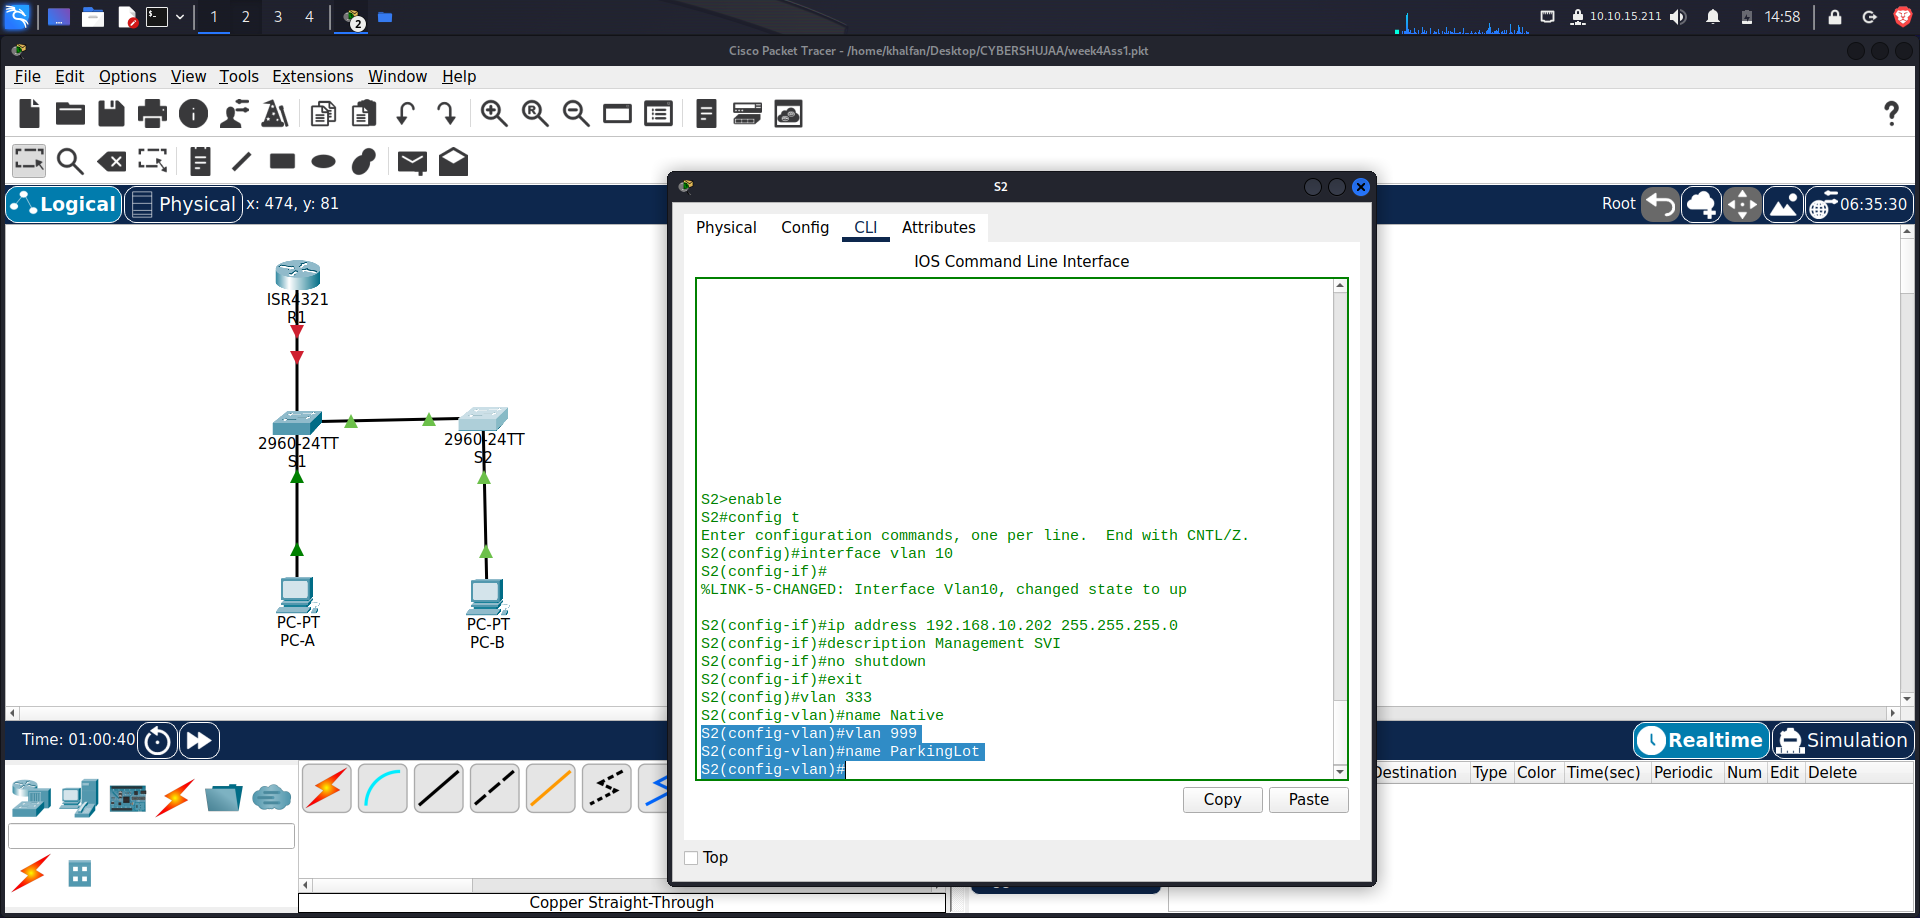 1 2 3 4
2
10.10.15.211
14:58
Cisco Packet Tracer - /home/khalfan/Desktop/CYBERSHUJAA/week4Ass1.pkt
File Edit Options View Tools Extensions Window Help
Logical Physical x: 474, y: 81
Root 06:35:30
ISR4321
R1
2960-24TT
S1
2960-24TT
S2
PC-PT
PC-A
PC-PT
PC-B
S2
Physical Config CLI Attributes
IOS Command Line Interface
S2>enable
S2#config t
Enter configuration commands, one per line.  End with CNTL/Z.
S2(config)#interface vlan 10
S2(config-if)#
%LINK-5-CHANGED: Interface Vlan10, changed state to up
S2(config-if)#ip address 192.168.10.202 255.255.255.0
S2(config-if)#description Management SVI
S2(config-if)#no shutdown
S2(config-if)#exit
S2(config)#vlan 333
S2(config-vlan)#name Native
S2(config-vlan)#vlan 999
S2(config-vlan)#name ParkingLot
S2(config-vlan)#
Copy Paste
Top
Time: 01:00:40
Realtime Simulation
Destination Type Color Time(sec) Periodic Num Edit Delete
Copper Straight-Through